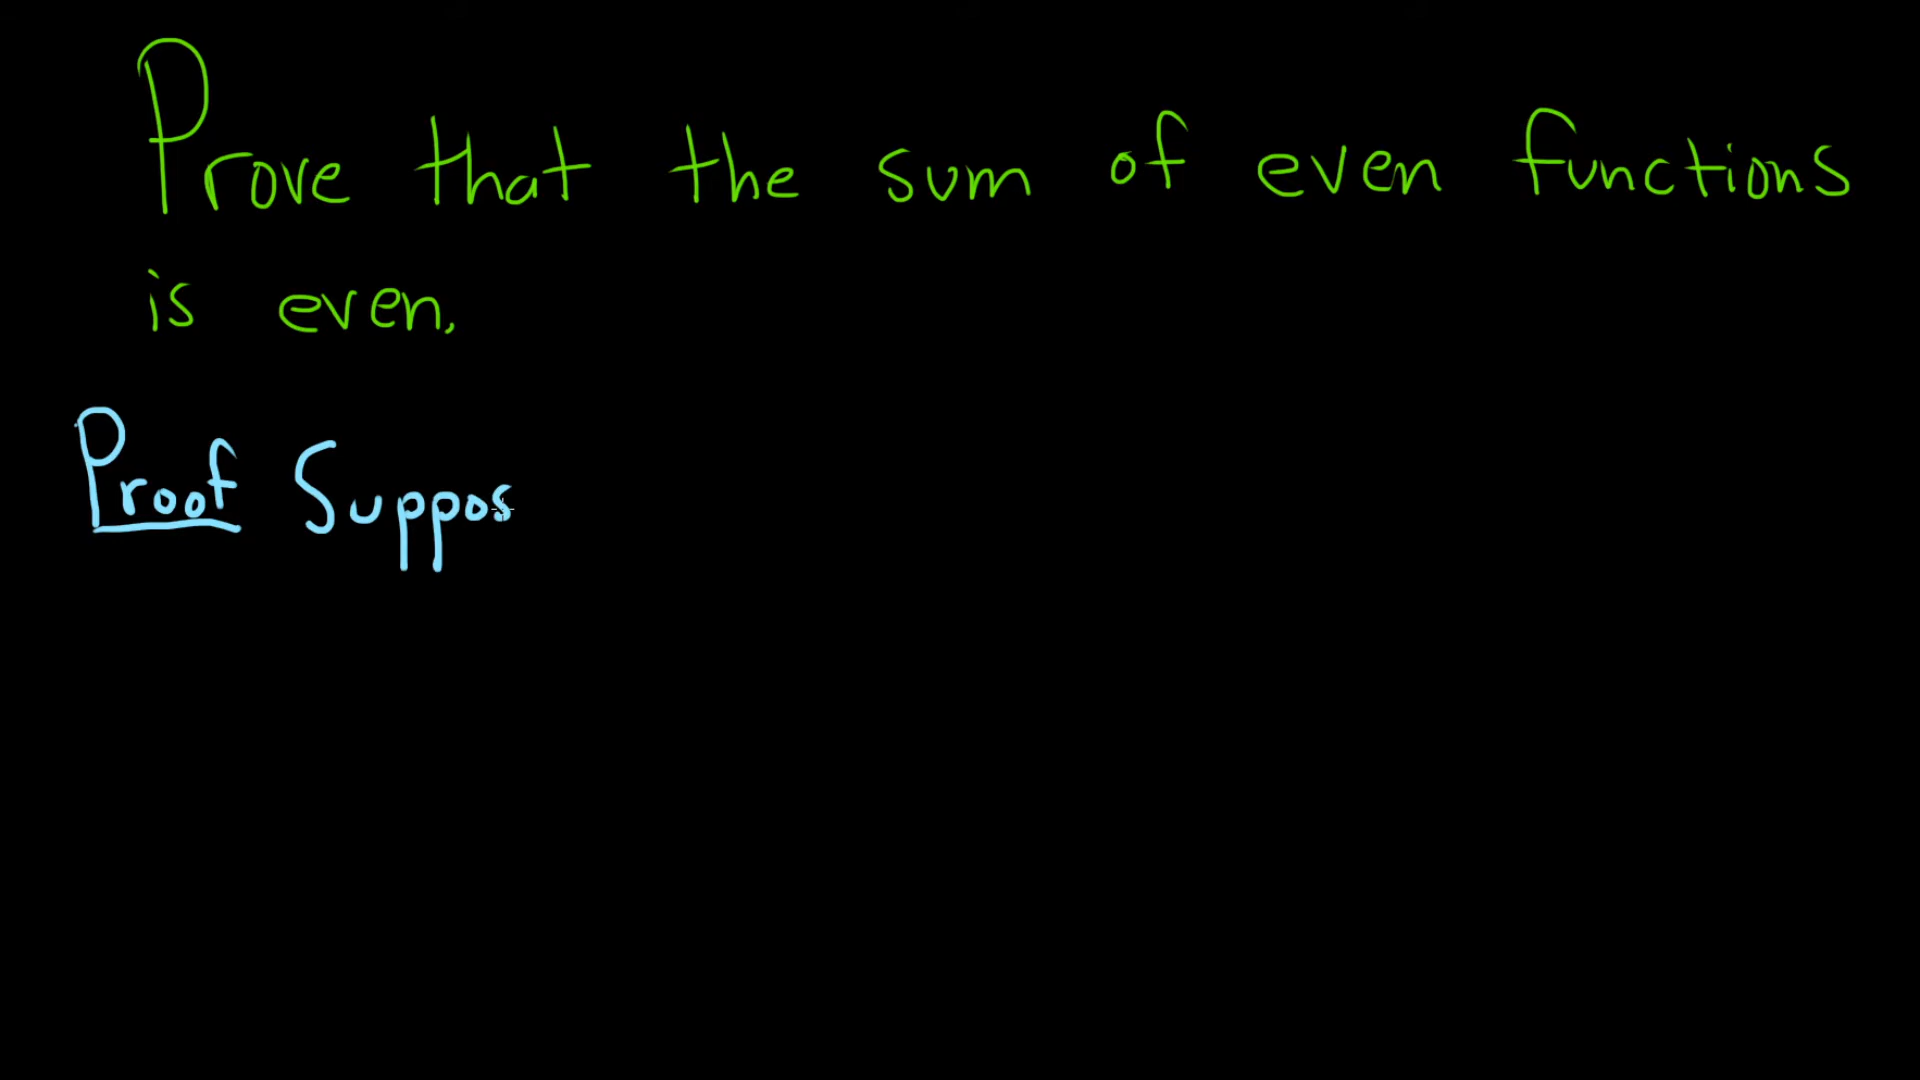 Prove that the sum of even functions
is even.
Proof Suppos